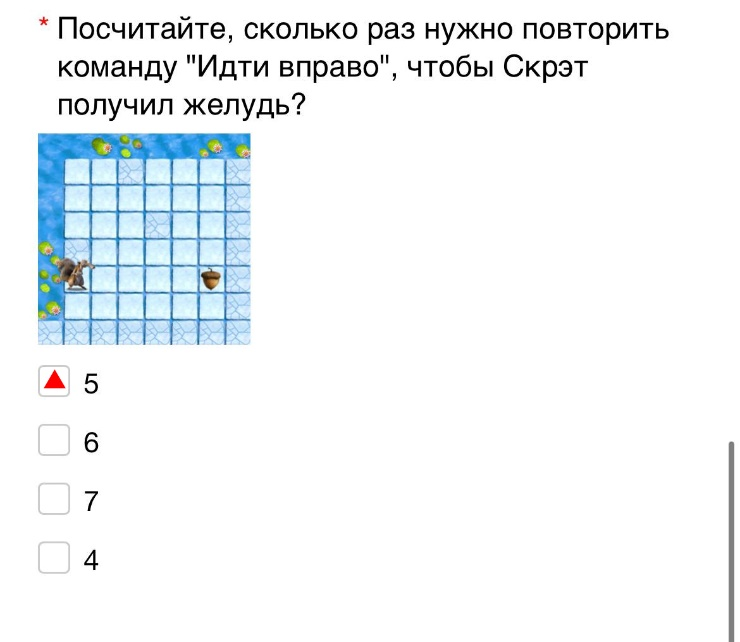 * Посчитайте, сколько раз нужно повторить
команду "Идти вправо", чтобы Скрэт
получил желудь?
5
6
7
4